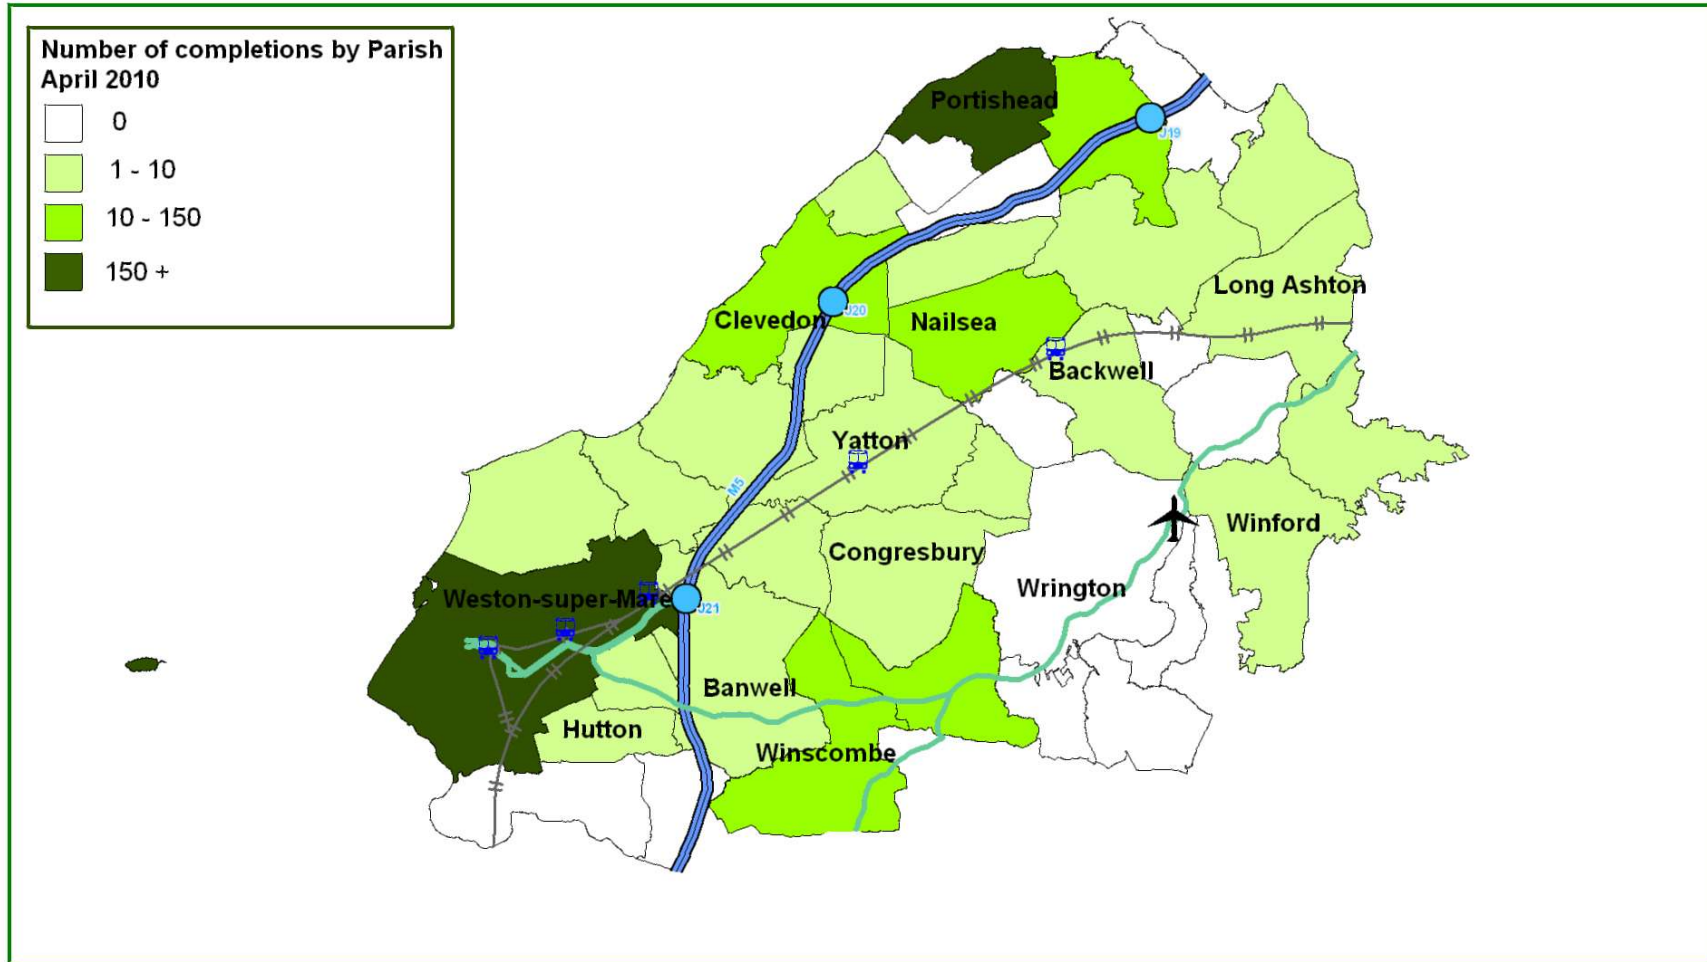 Number of completions by Parish
April 2010
0
1 - 10
10 - 150
150 +
Portishead
J19
Long Ashton
Clevedon
J20
Nailsea
Backwell
Yatton
M5
Winford
Congresbury
Wrington
Weston-super-Mare
J21
Banwell
Hutton
Winscombe